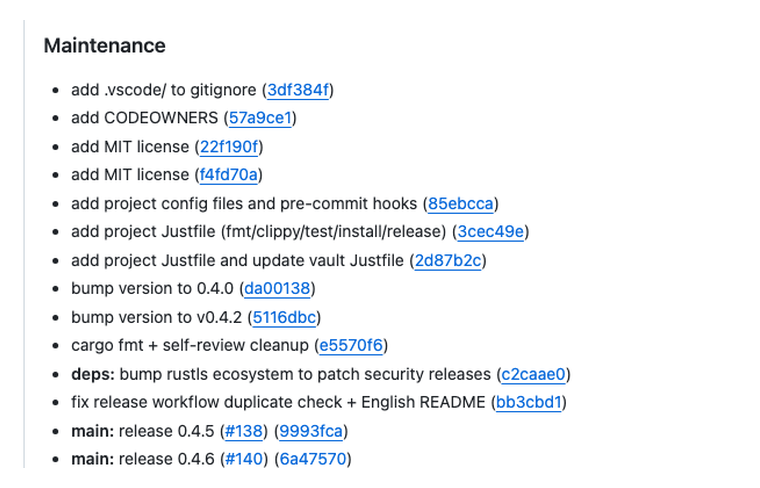 Maintenance
add .vscode/ to gitignore (3df384f)
add CODEOWNERS (57a9ce1)
add MIT license (22f190f)
add MIT license (f4fd70a)
add project config files and pre-commit hooks (85ebcca)
add project Justfile (fmt/clippy/test/install/release) (3cec49e)
add project Justfile and update vault Justfile (2d87b2c)
bump version to 0.4.0 (da00138)
bump version to v0.4.2 (5116dbc)
cargo fmt + self-review cleanup (e5570f6)
deps: bump rustls ecosystem to patch security releases (c2caae0)
fix release workflow duplicate check + English README (bb3cbd1)
main: release 0.4.5 (#138) (9993fca)
main: release 0.4.6 (#140) (6a47570)